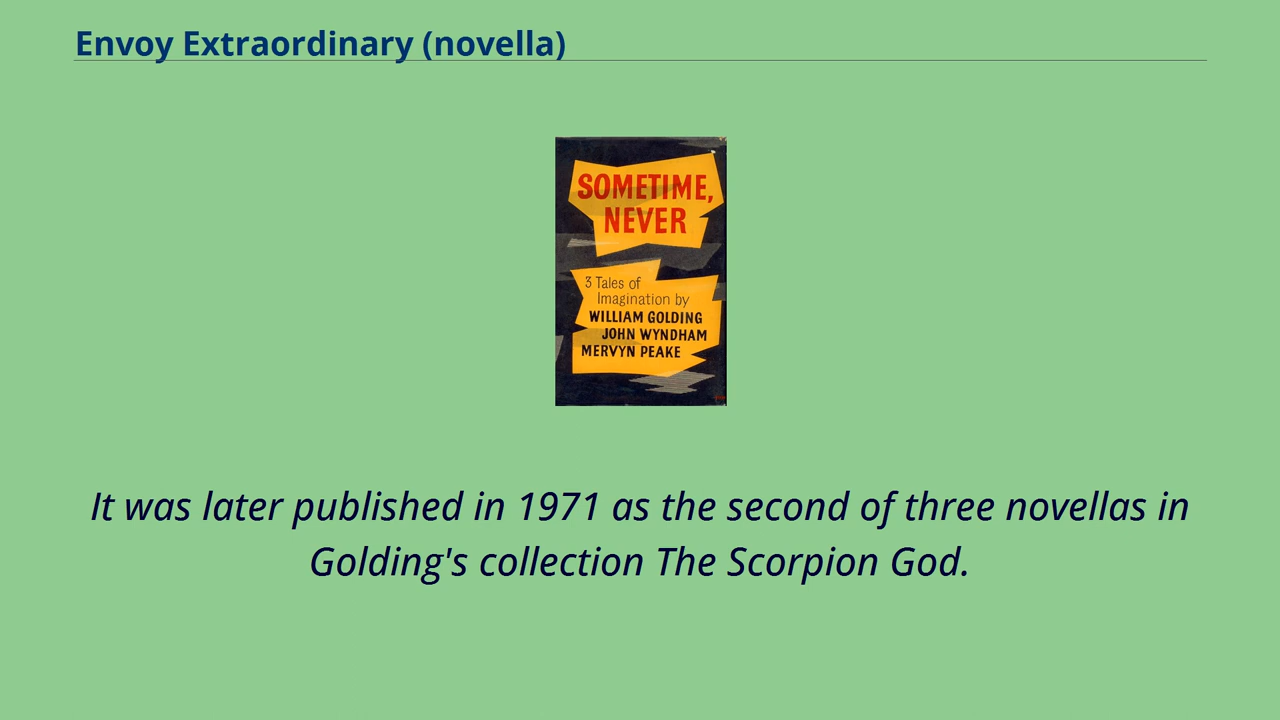 Envoy Extraordinary (novella)
SOMETIME,
NEVER
3 Tales of
Imagination by
WILLIAM GOLDING
JOHN WYNDHAM
MERVYN PEAKE
It was later published in 1971 as the second of three novellas in
Golding's collection The Scorpion God.